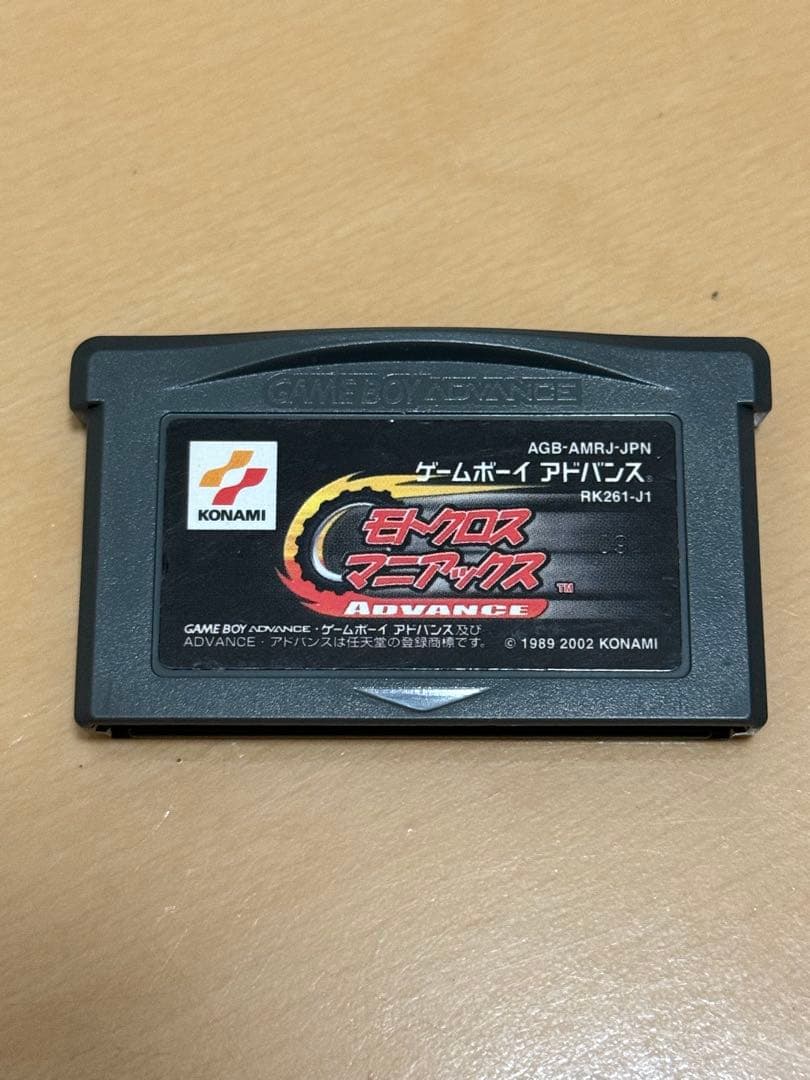 GAME BOY ADVANCE
KONAMI
AGB-AMRJ-JPN
ゲームボーイ アドバンス®
RK261-J1
モトクロス
マニアックス™
ADVANCE
03
GAME BOY ADVANCE・ゲームボーイ アドバンス及び
ADVANCE・アドバンスは任天堂の登録商標です。
© 1989 2002 KONAMI